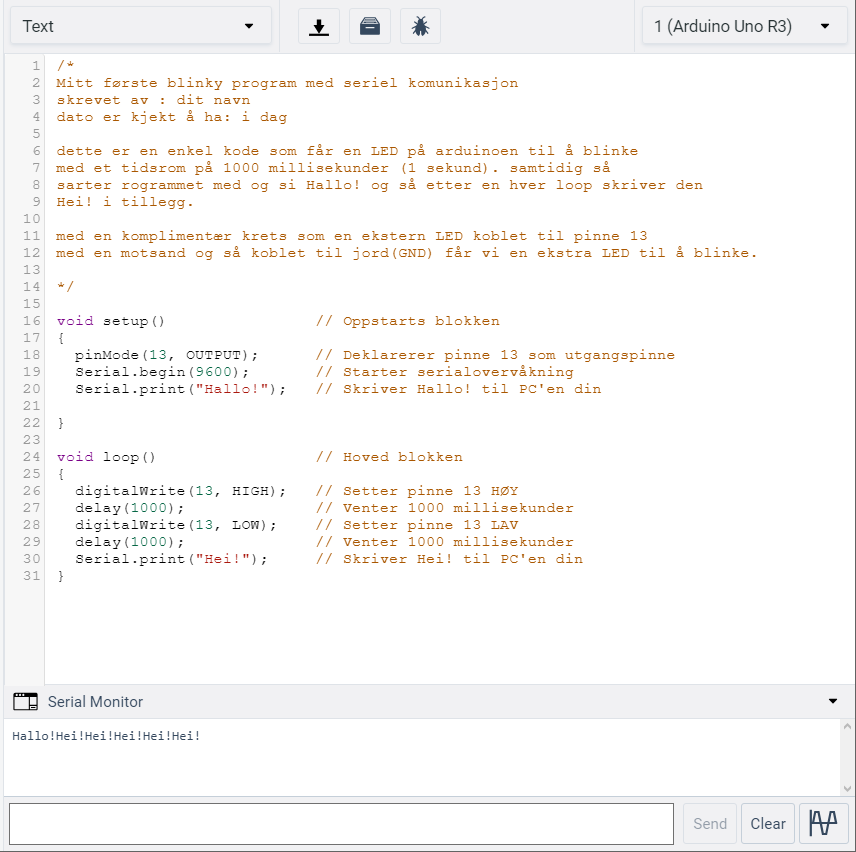 Text
1 (Arduino Uno R3)
1 /*
2 Mitt første blinky program med seriel komunikasjon
3 skrevet av : dit navn
4 dato er kjekt å ha: i dag
5
6 dette er en enkel kode som får en LED på arduinoen til å blinke
7 med et tidsrom på 1000 millisekunder (1 sekund). samtidig så
8 sarter rogrammet med og si Hallo! og så etter en hver loop skriver den
9 Hei! i tillegg.
10
11 med en komplimentær krets som en ekstern LED koblet til pinne 13
12 med en motsand og så koblet til jord(GND) får vi en ekstra LED til å blinke.
13
14 */
15
16 void setup() // Oppstarts blokken
17 {
18 pinMode(13, OUTPUT); // Deklarerer pinne 13 som utgangspinne
19 Serial.begin(9600); // Starter serialovervåkning
20 Serial.print("Hallo!"); // Skriver Hallo! til PC'en din
21
22 }
23
24 void loop() // Hoved blokken
25 {
26 digitalWrite(13, HIGH); // Setter pinne 13 HØY
27 delay(1000); // Venter 1000 millisekunder
28 digitalWrite(13, LOW); // Setter pinne 13 LAV
29 delay(1000); // Venter 1000 millisekunder
30 Serial.print("Hei!"); // Skriver Hei! til PC'en din
31 }
Serial Monitor
Hallo!Hei!Hei!Hei!Hei!Hei!
Send Clear